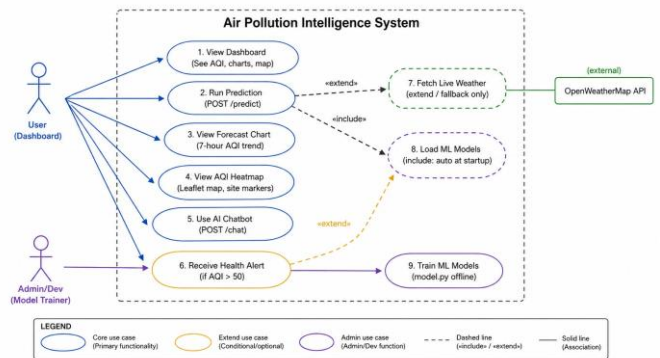 Air Pollution Intelligence System
1. View Dashboard
(See AQI, charts, map)
2. Run Prediction
(POST /predict)
3. View Forecast Chart
(7-hour AQI trend)
4. View AQI Heatmap
(Leaflet map, site markers)
5. Use AI Chatbot
(POST /chat)
6. Receive Health Alert
(if AQI > 50)
«extend»
«include»
«extend»
7. Fetch Live Weather
(extend / fallback only)
8. Load ML Models
(include: auto at startup)
9. Train ML Models
(model.py offline)
(external)
OpenWeatherMap API
User
(Dashboard)
Admin/Dev
(Model Trainer)
LEGEND
Core use case
(Primary functionality)
Extend use case
(Conditional/optional)
Admin use case
(Admin/Dev function)
Dashed line
(«include» / «extend»)
Solid line
(Association)